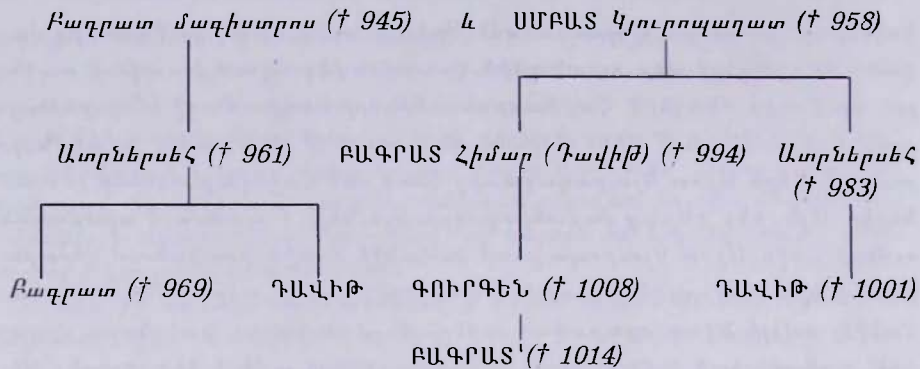 Բագրատ մագիստրոս († 945) և ՍՄԲԱՏ Կյուրոպաղատ († 958)
Ատրներսեհ († 961) ԲԱԳՐԱՏ Հիմար (Դավիթ) († 994) Ատրներսեհ
(† 983)
Բագրատ († 969) ԴԱՎԻԹ ԳՈՒՐԳԵՆ († 1008) ԴԱՎԻԹ († 1001)
ԲԱԳՐԱՏ († 1014)